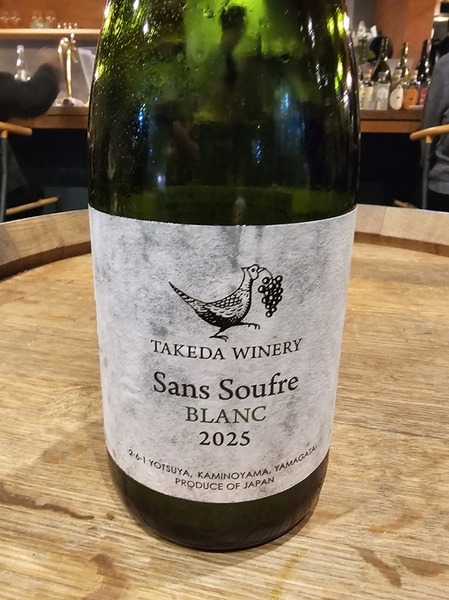 TAKEDA WINERY
Sans Soufre
BLANC
2025
2-6-1 YOTSUYA, KAMINOYAMA, YAMAGATA
PRODUCE OF JAPAN